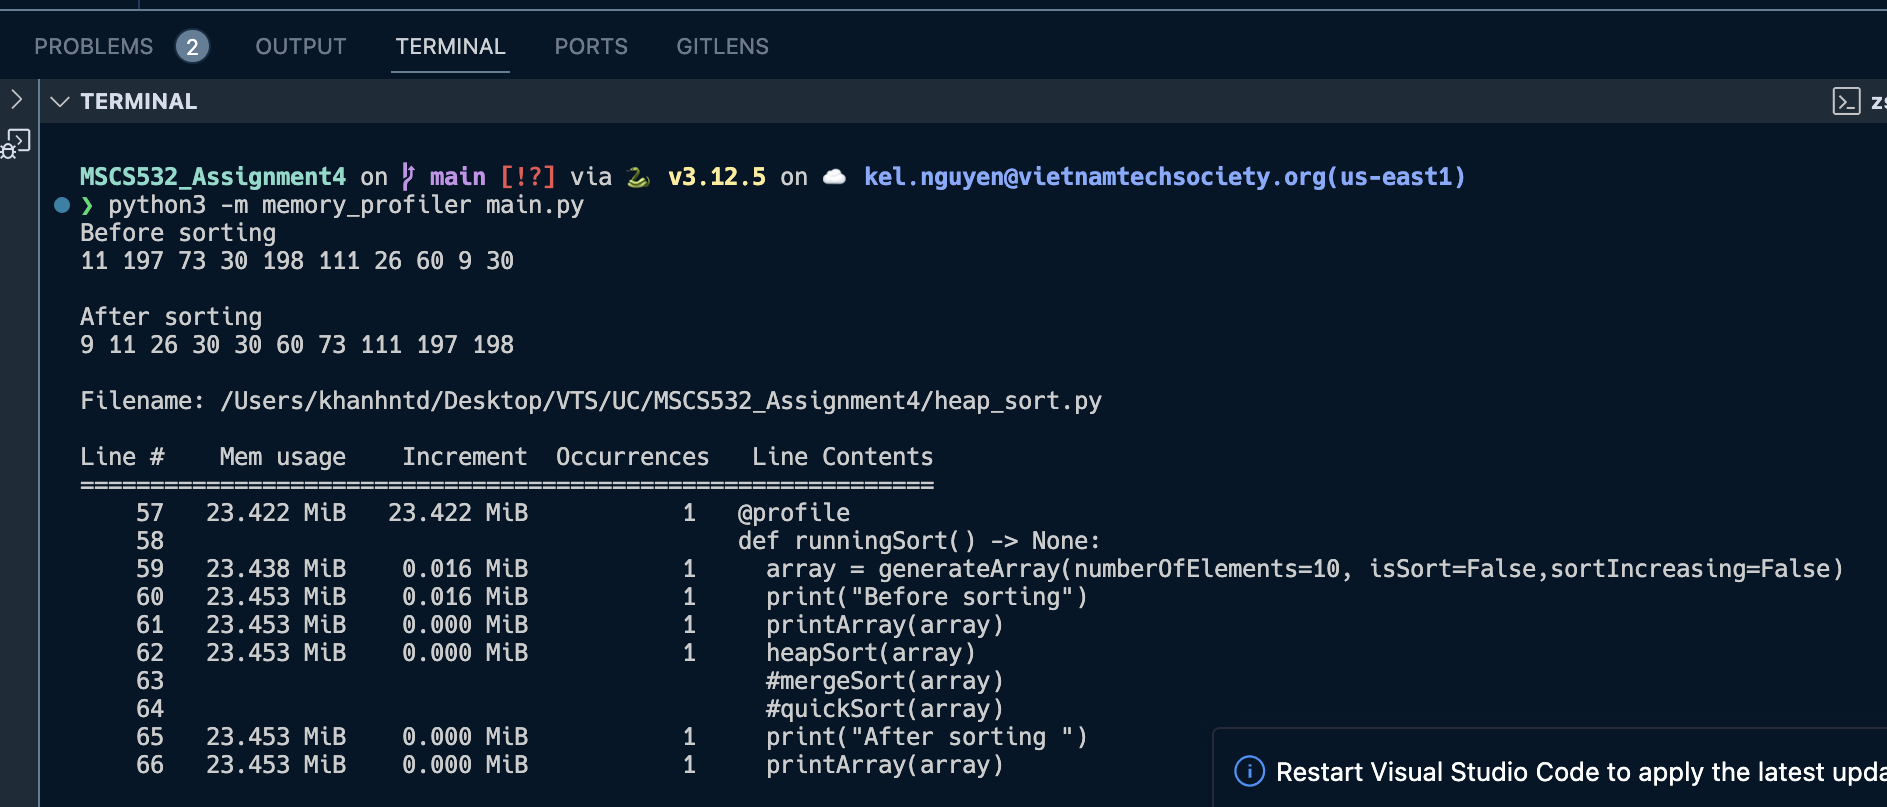 PROBLEMS 2 OUTPUT TERMINAL PORTS GITLENS
TERMINAL
MSCS532_Assignment4 on main [!?] via 🐍 v3.12.5 on ☁️ kel.nguyen@vietnamtechsociety.org(us-east1)
❯ python3 -m memory_profiler main.py
Before sorting
11 197 73 30 198 111 26 60 9 30
After sorting
9 11 26 30 30 60 73 111 197 198
Filename: /Users/khanhntd/Desktop/VTS/UC/MSCS532_Assignment4/heap_sort.py
Line # Mem usage Increment Occurrences Line Contents
=============================================================
57 23.422 MiB 23.422 MiB 1 @profile
58 def runningSort() -> None:
59 23.438 MiB 0.016 MiB 1 array = generateArray(numberOfElements=10, isSort=False,sortIncreasing=False)
60 23.453 MiB 0.016 MiB 1 print("Before sorting")
61 23.453 MiB 0.000 MiB 1 printArray(array)
62 23.453 MiB 0.000 MiB 1 heapSort(array)
63 #mergeSort(array)
64 #quickSort(array)
65 23.453 MiB 0.000 MiB 1 print("After sorting ")
66 23.453 MiB 0.000 MiB 1 printArray(array)
Restart Visual Studio Code to apply the latest